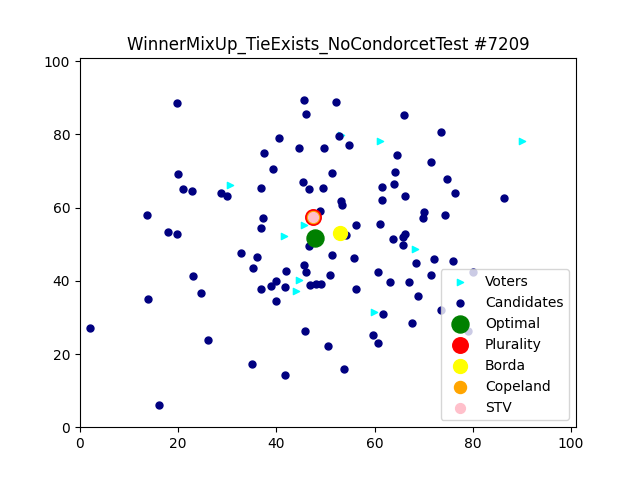 WinnerMixUp_TieExists_NoCondorcetTest #7209
100
80
60
40
20
0
0 20 40 60 80 100
Voters
Candidates
Optimal
Plurality
Borda
Copeland
STV